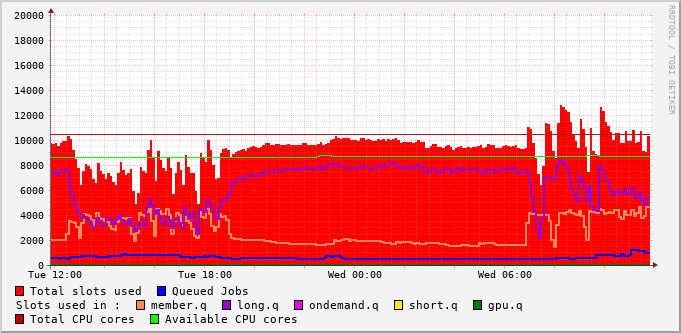 20000
18000
16000
14000
12000
10000
8000
6000
4000
2000
0
Tue 12:00 Tue 18:00 Wed 00:00 Wed 06:00
RRDTOOL / TOBI OETIKER
Total slots used Queued Jobs
Slots used in : member.q long.q ondemand.q short.q gpu.q
Total CPU cores Available CPU cores